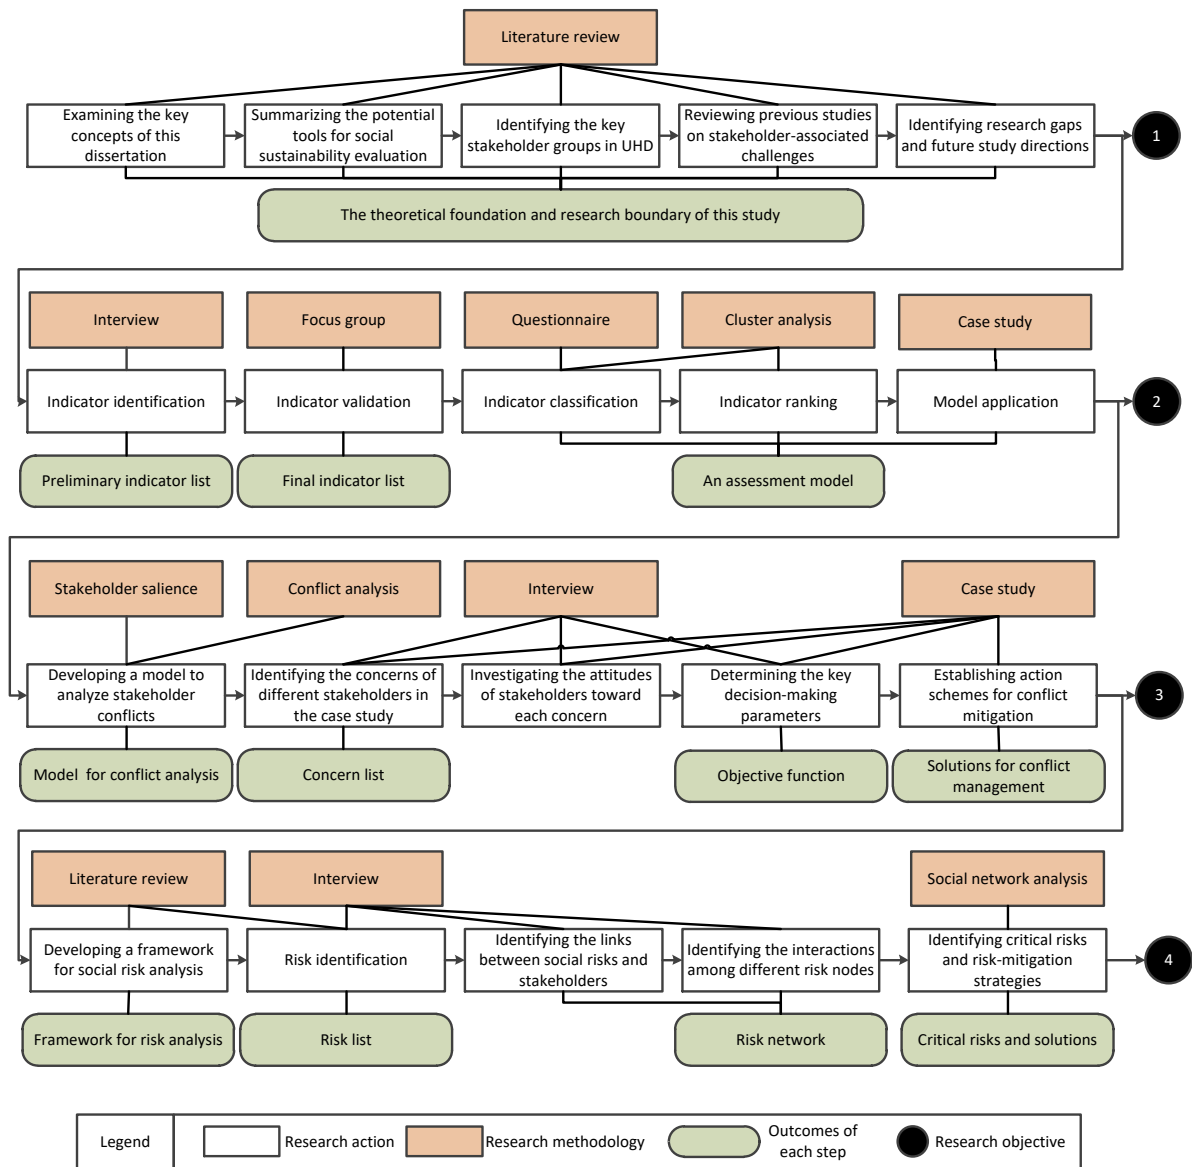 Literature review
Examining the key
concepts of this
dissertation
Summarizing the potential
tools for social
sustainability evaluation
Identifying the key
stakeholder groups in UHD
Reviewing previous studies
on stakeholder-associated
challenges
Identifying research gaps
and future study directions
1
The theoretical foundation and research boundary of this study
Interview
Focus group
Questionnaire
Cluster analysis
Case study
Indicator identification
Indicator validation
Indicator classification
Indicator ranking
Model application
2
Preliminary indicator list
Final indicator list
An assessment model
Stakeholder salience
Conflict analysis
Interview
Case study
Developing a model to
analyze stakeholder
conflicts
Identifying the concerns
of different stakeholders in
the case study
Investigating the attitudes
of stakeholders toward
each concern
Determining the key
decision-making
parameters
Establishing action
schemes for conflict
mitigation
3
Model for conflict analysis
Concern list
Objective function
Solutions for conflict
management
Literature review
Interview
Social network analysis
Developing a framework
for social risk analysis
Risk identification
Identifying the links
between social risks and
stakeholders
Identifying the interactions
among different risk nodes
Identifying critical risks
and risk-mitigation
strategies
4
Framework for risk analysis
Risk list
Risk network
Critical risks and solutions
Legend
Research action
Research methodology
Outcomes of
each step
Research objective